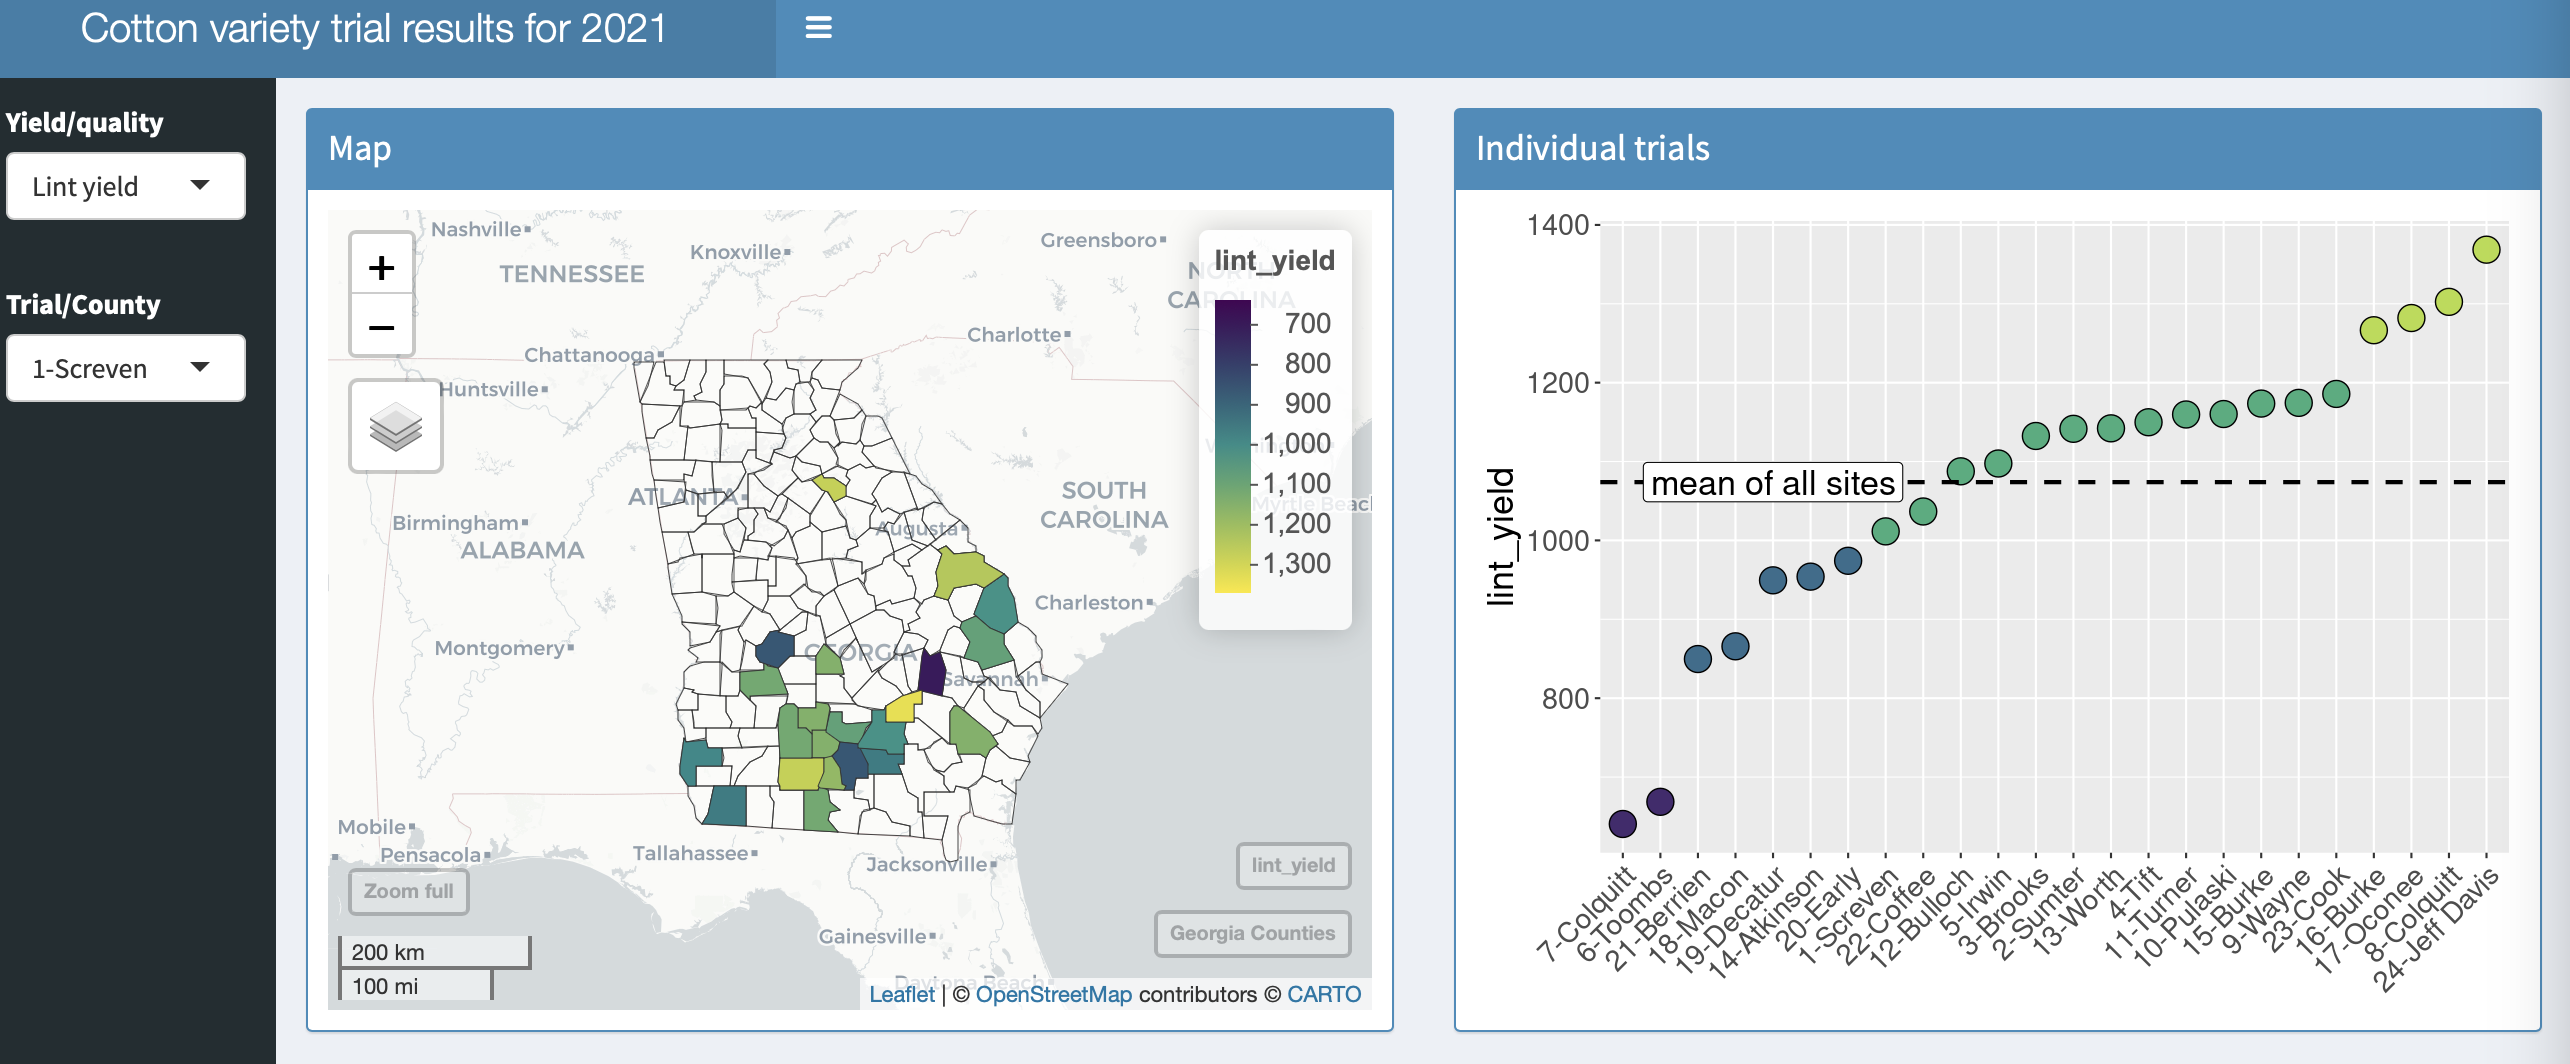 Cotton variety trial results for 2021
Yield/quality
Lint yield
Trial/County
1-Screven
Map
+
−
Nashville
Knoxville
Greensboro
TENNESSEE
NORTH
CAROLINA
Charlotte
Chattanooga
Huntsville
ATLANTA
SOUTH
CAROLINA
Myrtle Beach
Birmingham
Augusta
ALABAMA
Charleston
Montgomery
GEORGIA
Savannah
Mobile
Pensacola
Tallahassee
Jacksonville
Gainesville
Daytona Beach
lint_yield
700
800
900
1,000
1,100
1,200
1,300
Zoom full
200 km
100 mi
lint_yield
Georgia Counties
Leaflet | © OpenStreetMap contributors © CARTO
Individual trials
lint_yield
1400
1200
1000
800
mean of all sites
7-Colquitt
6-Toombs
21-Berrien
18-Macon
19-Decatur
14-Atkinson
20-Early
1-Screven
22-Coffee
12-Bulloch
5-Irwin
3-Brooks
2-Sumter
13-Worth
4-Tift
11-Turner
10-Pulaski
15-Burke
9-Wayne
23-Cook
16-Burke
17-Oconee
8-Colquitt
24-Jeff Davis